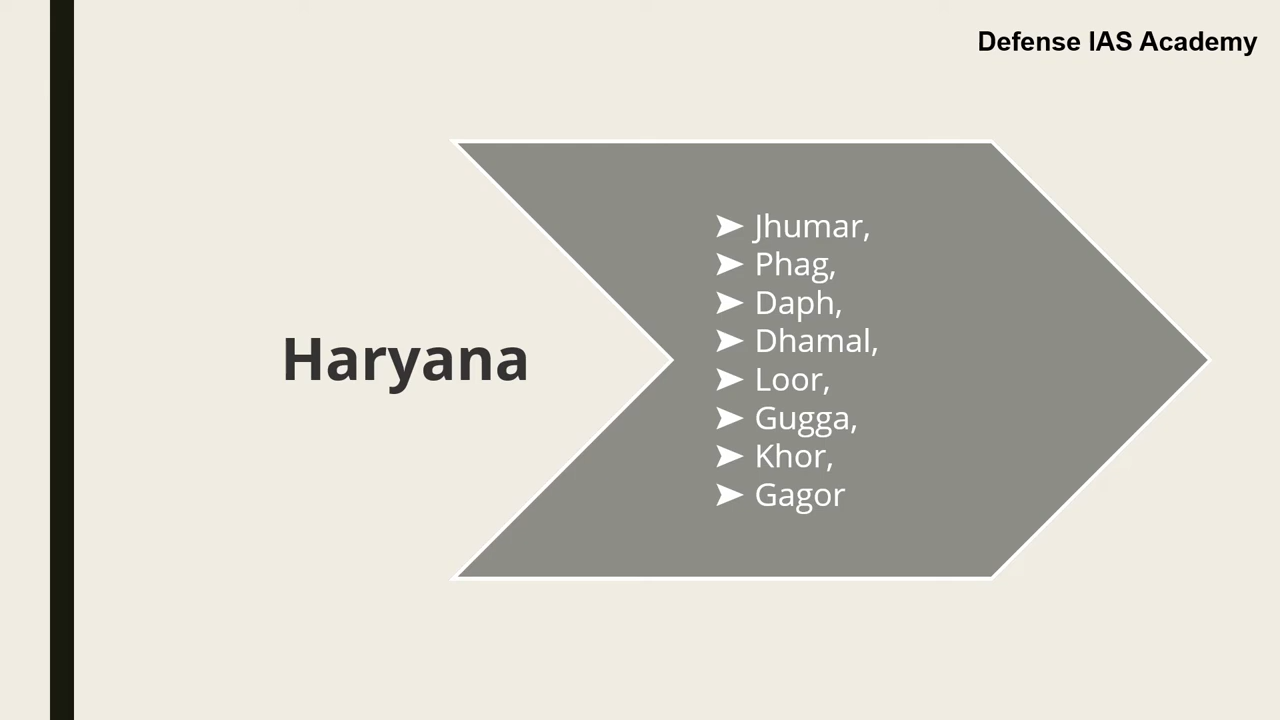 Defense IAS Academy
Haryana
➤ Jhumar,
➤ Phag,
➤ Daph,
➤ Dhamal,
➤ Loor,
➤ Gugga,
➤ Khor,
➤ Gagor